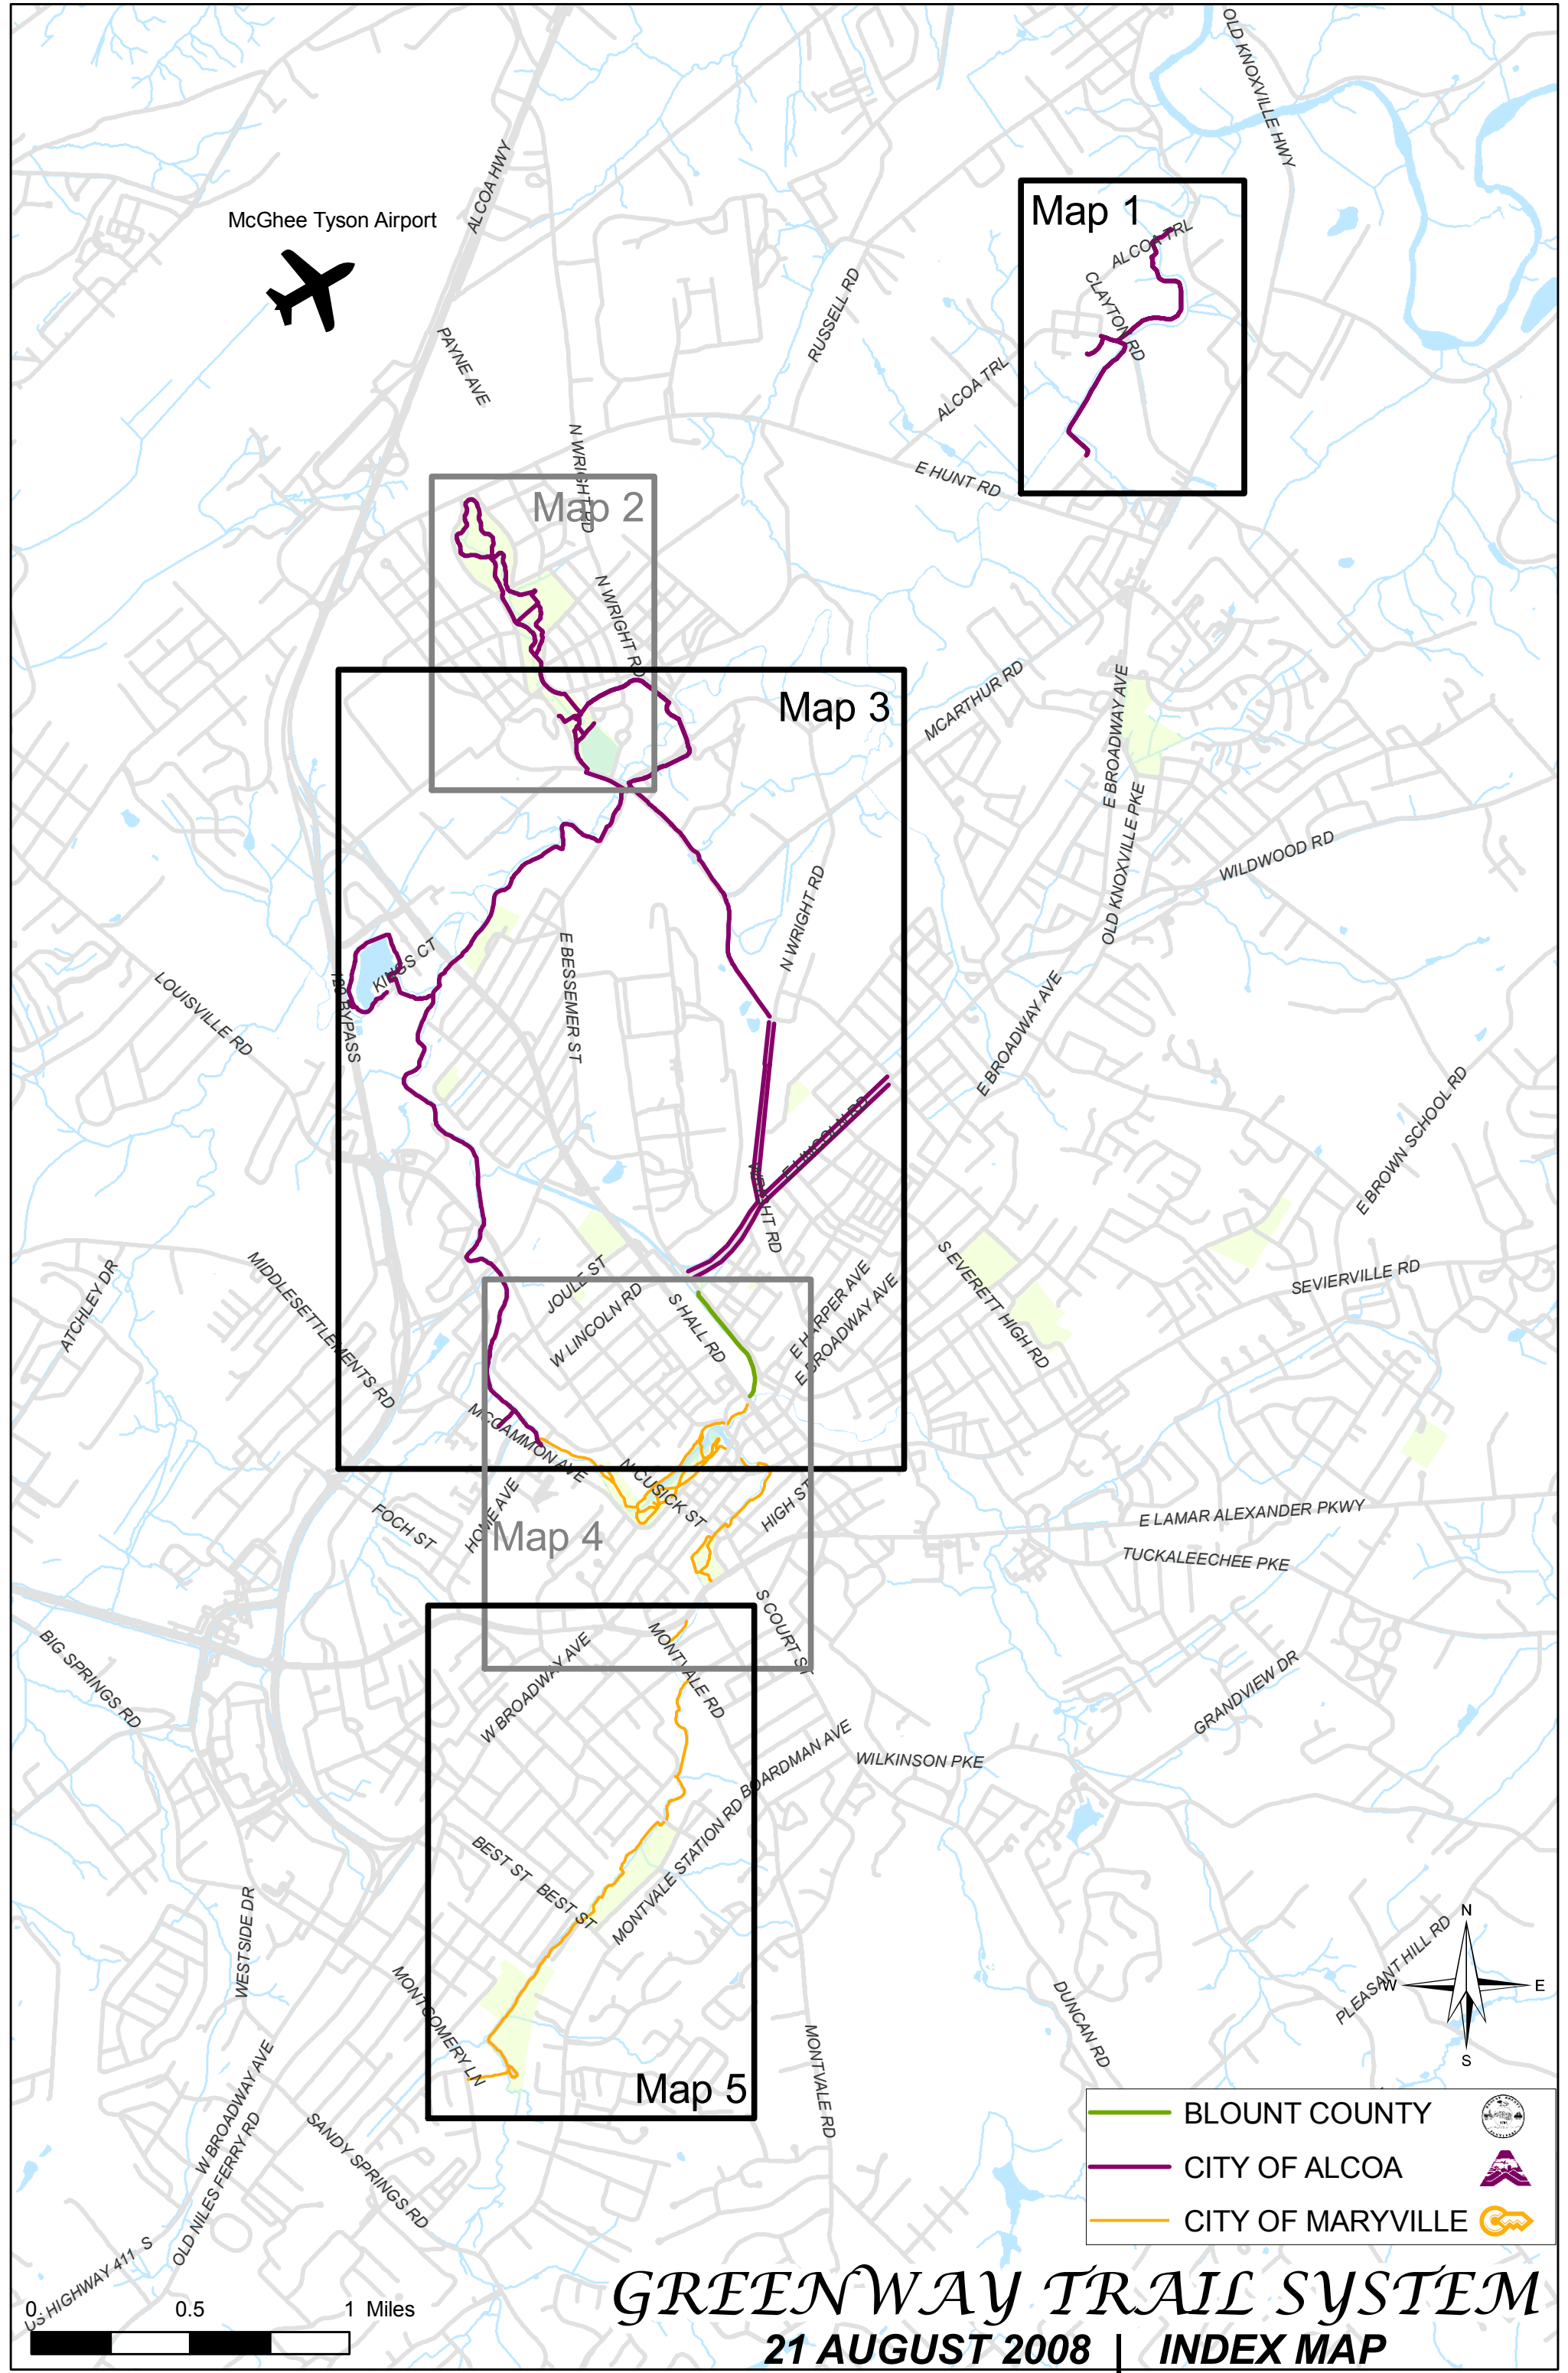 OLD KNOXVILLE HWY
ALCOA HWY
Map 1
McGhee Tyson Airport
ALCOA TRL
CLAYTON RD
RUSSELL RD
PAYNE AVE
ALCOA TRL
N WRIGHT RD
E HUNT RD
Map 2
N WRIGHT RD
MCARTHUR RD
E BROADWAY AVE
Map 3
OLD KNOXVILLE PKE
WILDWOOD RD
N WRIGHT RD
E BESSEMER ST
KINGS CT
LOUISVILLE RD
129 BYPASS
E BROADWAY AVE
E BROWN SCHOOL RD
E LINCOLN RD
WRIGHT RD
S EVERETT HIGH RD
SEVIERVILLE RD
ATCHLEY DR
MIDDLESETTLEMENTS RD
JOULE ST
W LINCOLN RD
S HALL RD
E HARPER AVE
E BROADWAY AVE
MCCAMMON AVE
N CUSICK ST
HIGH ST
HOME AVE
FOCH ST
Map 4
E LAMAR ALEXANDER PKWY
TUCKALEECHEE PKE
S COURT ST
BIG SPRINGS RD
MONTVALE RD
W BROADWAY AVE
GRANDVIEW DR
BOARDMAN AVE
WILKINSON PKE
MONTVALE STATION RD
BEST ST
BEST ST
WESTSIDE DR
MONTGOMERY LN
PLEASANT HILL RD
N
W
E
S
DUNCAN RD
MONTVALE RD
Map 5
W BROADWAY AVE
OLD NILES FERRY RD
SANDY SPRINGS RD
US HIGHWAY 411 S
BLOUNT COUNTY
CITY OF ALCOA
CITY OF MARYVILLE
0 0.5 1 Miles
GREENWAY TRAIL SYSTEM
21 AUGUST 2008 | INDEX MAP